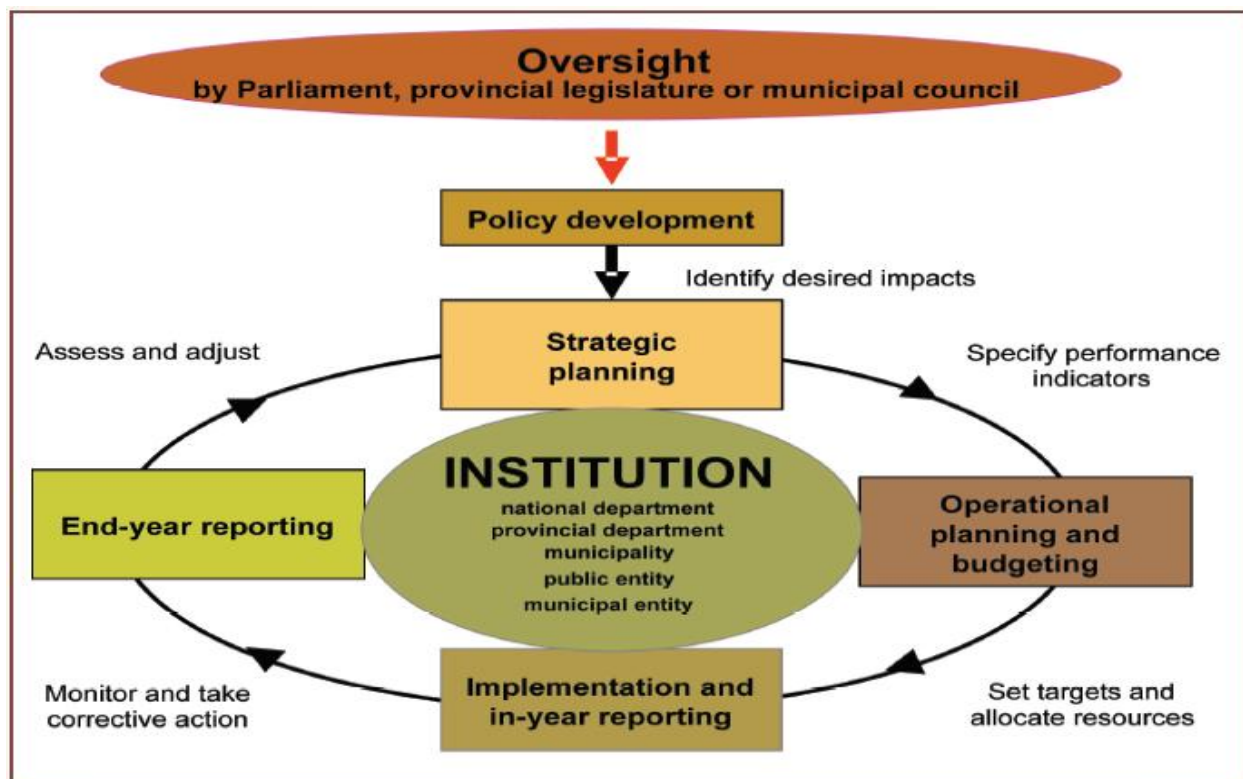 Oversight
by Parliament, provincial legislature or municipal council
Policy development
Identify desired impacts
Strategic
planning
Assess and adjust
Specify performance
indicators
INSTITUTION
national department
provincial department
municipality
public entity
municipal entity
End-year reporting
Operational
planning and
budgeting
Implementation and
in-year reporting
Monitor and take
corrective action
Set targets and
allocate resources